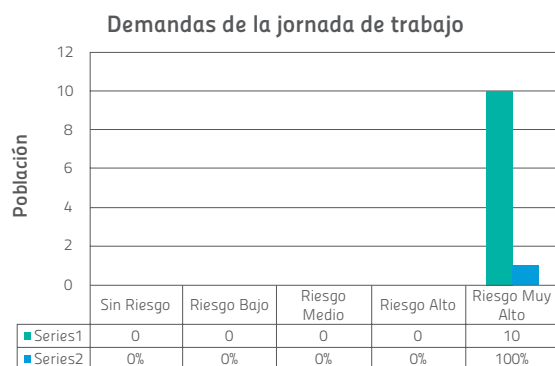 Demandas de la jornada de trabajo
Población
12
10
8
6
4
2
0
Sin Riesgo Riesgo Bajo Riesgo Medio Riesgo Alto Riesgo Muy Alto
Series1 0 0 0 0 10
Series2 0% 0% 0% 0% 100%